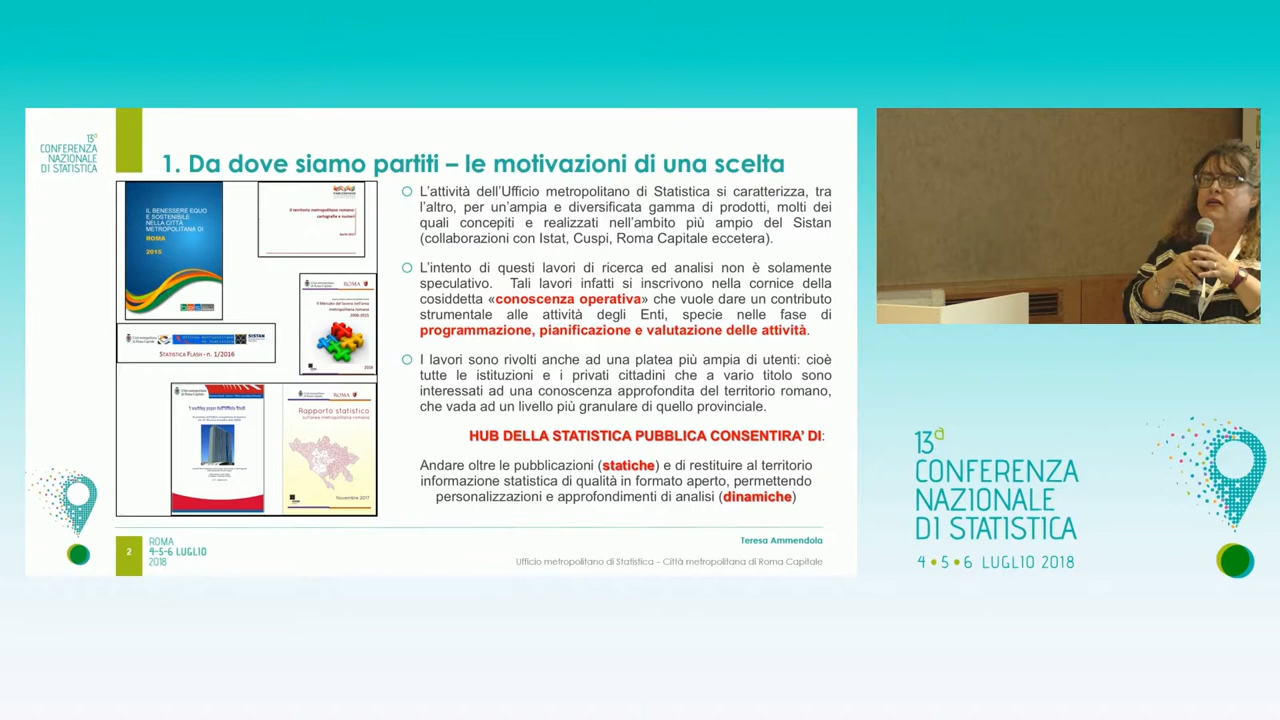 13ª
CONFERENZA
NAZIONALE
DI STATISTICA
1. Da dove siamo partiti – le motivazioni di una scelta
IL BENESSERE EQUO
E SOSTENIBILE
NELLA CITTÀ
METROPOLITANA DI
ROMA
2015
Il territorio metropolitano romano:
cartografie e numeri
ROMA
Il Mercato del lavoro nell'area
metropolitana romana
2016
SISTAN
STATISTICA FLASH - n. 1/2016
I working paper dell'Ufficio Studi
ROMA
Rapporto statistico
sull'area metropolitana romana
Novembre 2017
L'attività dell'Ufficio metropolitano di Statistica si caratterizza, tra
l'altro, per un'ampia e diversificata gamma di prodotti, molti dei
quali concepiti e realizzati nell'ambito più ampio del Sistan
(collaborazioni con Istat, Cuspi, Roma Capitale eccetera).
L'intento di questi lavori di ricerca ed analisi non è solamente
speculativo. Tali lavori infatti si inscrivono nella cornice della
cosiddetta «conoscenza operativa» che vuole dare un contributo
strumentale alle attività degli Enti, specie nelle fase di
programmazione, pianificazione e valutazione delle attività.
I lavori sono rivolti anche ad una platea più ampia di utenti: cioè
tutte le istituzioni e i privati cittadini che a vario titolo sono
interessati ad una conoscenza approfondita del territorio romano,
che vada ad un livello più granulare di quello provinciale.
HUB DELLA STATISTICA PUBBLICA CONSENTIRA' DI:
Andare oltre le pubblicazioni (statiche) e di restituire al territorio
informazione statistica di qualità in formato aperto, permettendo
personalizzazioni e approfondimenti di analisi (dinamiche)
2
ROMA
4-5-6 LUGLIO
2018
Teresa Ammendola
Ufficio metropolitano di Statistica – Città metropolitana di Roma Capitale
13ª
CONFERENZA
NAZIONALE
DI STATISTICA
4•5•6 LUGLIO 2018